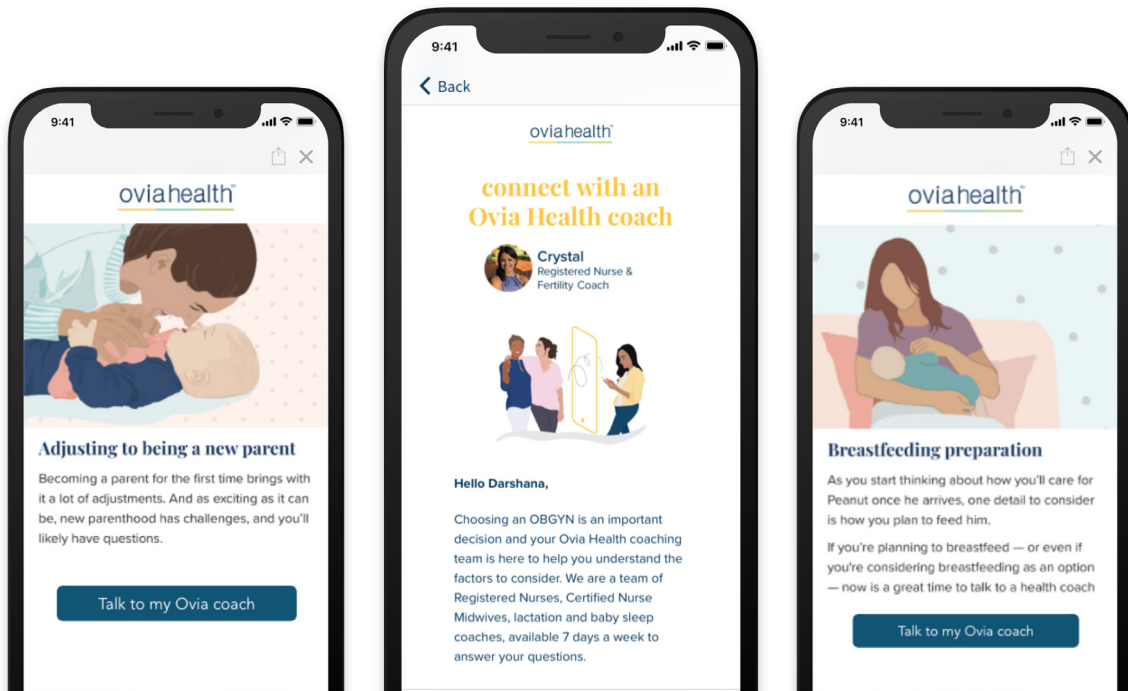 9:41
oviahealth™
Adjusting to being a new parent
Becoming a parent for the first time brings with
it a lot of adjustments. And as exciting as it can
be, new parenthood has challenges, and you'll
likely have questions.
Talk to my Ovia coach
9:41
Back
oviahealth™
connect with an
Ovia Health coach
Crystal
Registered Nurse &
Fertility Coach
Hello Darshana,
Choosing an OBGYN is an important
decision and your Ovia Health coaching
team is here to help you understand the
factors to consider. We are a team of
Registered Nurses, Certified Nurse
Midwives, lactation and baby sleep
coaches, available 7 days a week to
answer your questions.
9:41
oviahealth™
Breastfeeding preparation
As you start thinking about how you'll care for
Peanut once he arrives, one detail to consider
is how you plan to feed him.
If you're planning to breastfeed — or even if
you're considering breastfeeding as an option
— now is a great time to talk to a health coach
Talk to my Ovia coach